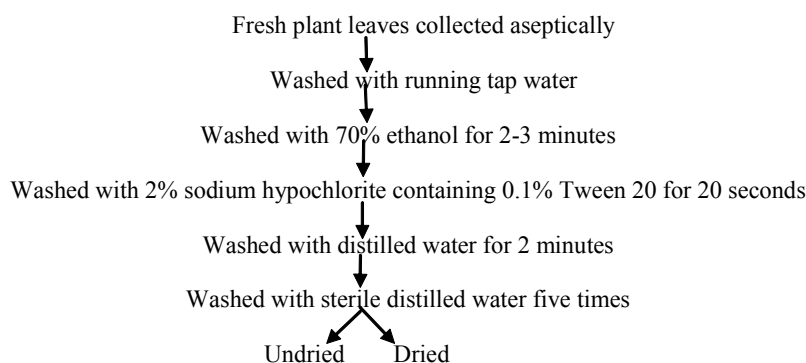 Fresh plant leaves collected aseptically
Washed with running tap water
Washed with 70% ethanol for 2-3 minutes
Washed with 2% sodium hypochlorite containing 0.1% Tween 20 for 20 seconds
Washed with distilled water for 2 minutes
Washed with sterile distilled water five times
Undried Dried